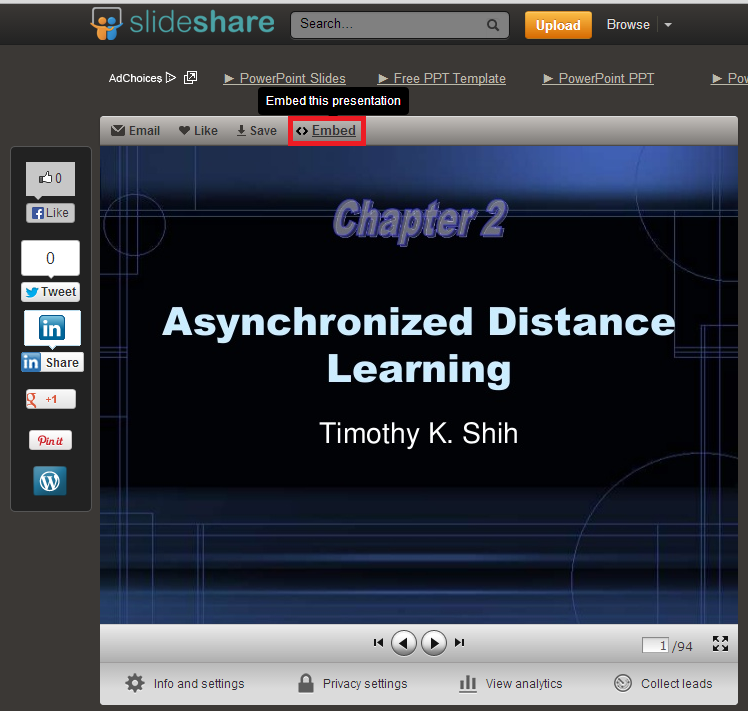 slideshare
Search...
Upload
Browse
AdChoices
PowerPoint Slides
Free PPT Template
PowerPoint PPT
Pow
Embed this presentation
Email
Like
Save
Embed
0
Like
0
Tweet
in
in Share
+1
Pin it
W
Chapter 2
Asynchronized Distance
Learning
Timothy K. Shih
1 /94
Info and settings
Privacy settings
View analytics
Collect leads